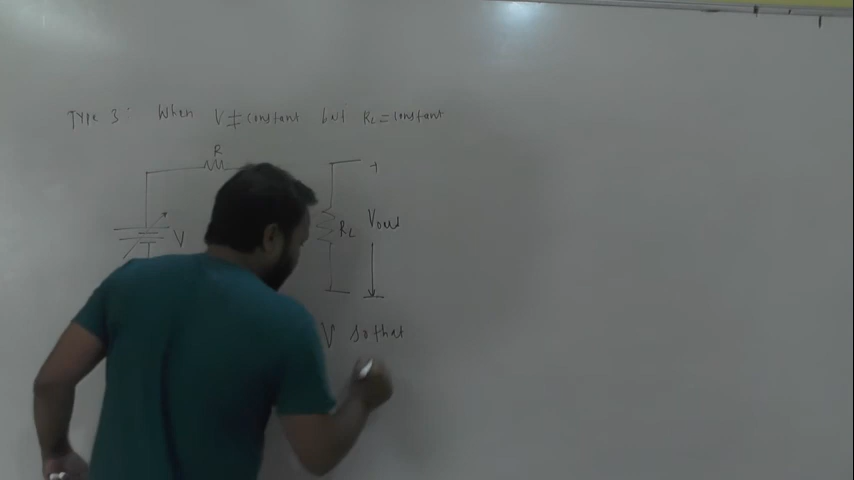 Type 3: When V ≠ constant but RL = constant
R
+
V
RL Vout
V so that